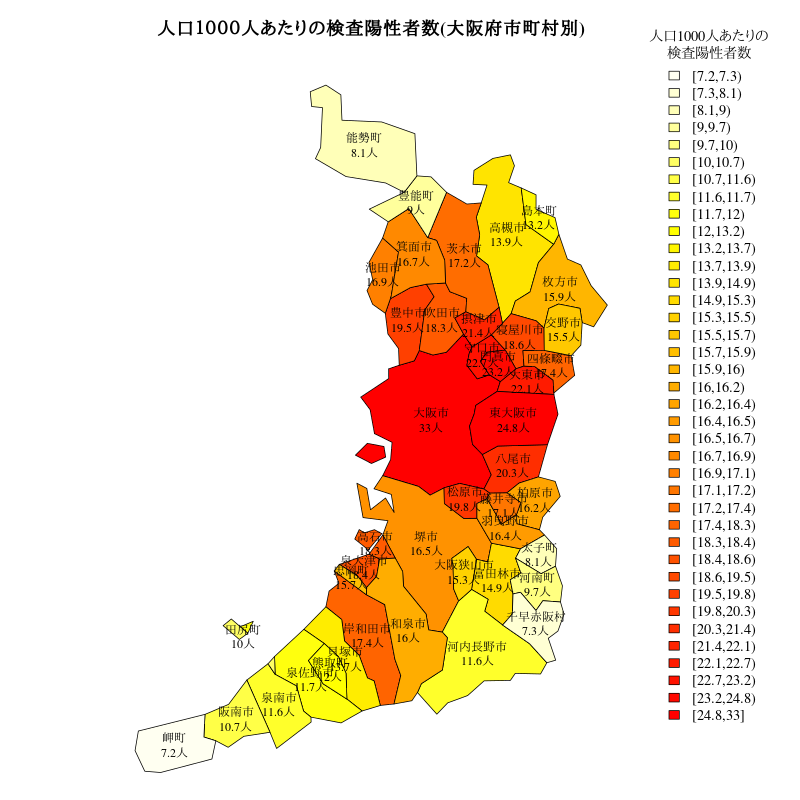 人口1000人あたりの検査陽性者数(大阪府市町村別)
人口1000人あたりの
検査陽性者数
[7.2,7.3)
[7.3,8.1)
[8.1,9)
[9,9.7)
[9.7,10)
[10,10.7)
[10.7,11.6)
[11.6,11.7)
[11.7,12)
[12,13.2)
[13.2,13.7)
[13.7,13.9)
[13.9,14.9)
[14.9,15.3)
[15.3,15.5)
[15.5,15.7)
[15.7,15.9)
[15.9,16)
[16,16.2)
[16.2,16.4)
[16.4,16.5)
[16.5,16.7)
[16.7,16.9)
[16.9,17.1)
[17.1,17.2)
[17.2,17.4)
[17.4,18.3)
[18.3,18.4)
[18.4,18.6)
[18.6,19.5)
[19.5,19.8)
[19.8,20.3)
[20.3,21.4)
[21.4,22.1)
[22.1,22.7)
[22.7,23.2)
[23.2,24.8)
[24.8,33]
能勢町
8.1人
豊能町
9人
島本町
13.2人
高槻市
13.9人
茨木市
17.2人
箕面市
16.7人
池田市
16.9人
枚方市
15.9人
豊中市
19.5人
吹田市
18.3人
摂津市
21.4人
寝屋川市
18.6人
交野市
15.5人
守口市
22.7人
門真市
23.2人
四條畷市
17.4人
大東市
22.1人
大阪市
33人
東大阪市
24.8人
八尾市
20.3人
松原市
19.8人
藤井寺市
17.1人
柏原市
16.2人
羽曳野市
16.4人
高石市
18.3人
堺市
16.5人
太子町
8.1人
泉大津市
18.4人
忠岡町
15.7人
大阪狭山市
15.3人
富田林市
14.9人
河南町
9.7人
千早赤阪村
7.3人
田尻町
10人
岸和田市
17.4人
和泉市
16人
河内長野市
11.6人
貝塚市
13.7人
熊取町
12人
泉佐野市
11.7人
泉南市
11.6人
阪南市
10.7人
岬町
7.2人